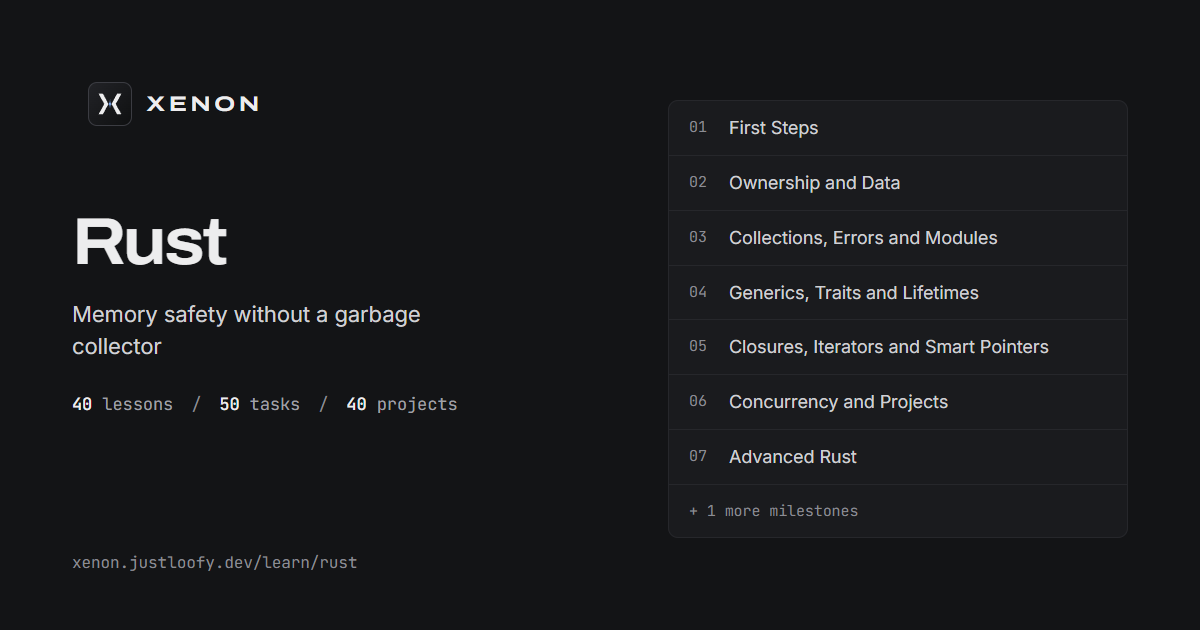 XENON
Rust
Memory safety without a garbage
collector
40 lessons / 50 tasks / 40 projects
xenon.justloofy.dev/learn/rust
01 First Steps
02 Ownership and Data
03 Collections, Errors and Modules
04 Generics, Traits and Lifetimes
05 Closures, Iterators and Smart Pointers
06 Concurrency and Projects
07 Advanced Rust
+ 1 more milestones